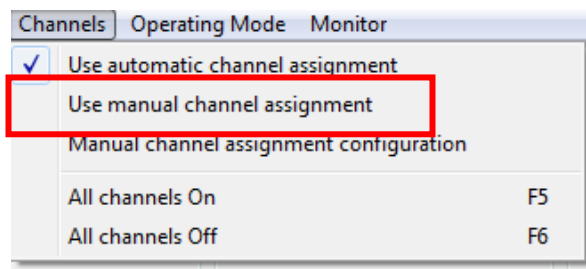 Channels Operating Mode Monitor
Use automatic channel assignment
Use manual channel assignment
Manual channel assignment configuration
All channels On F5
All channels Off F6